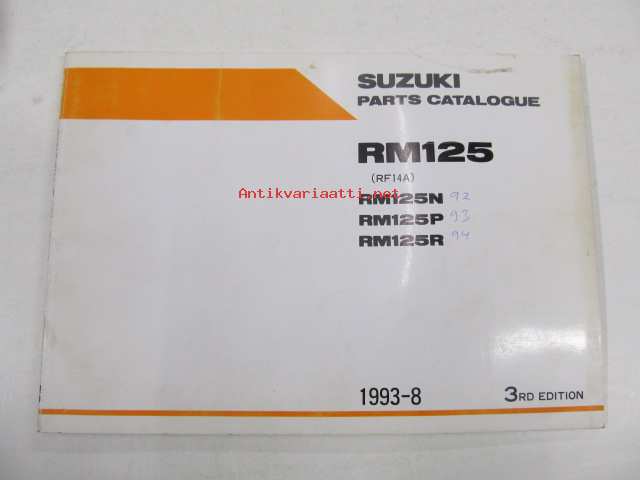 SUZUKI
PARTS CATALOGUE
RM125
(RF14A)
Antikvariaatti.net
RM125N 92
RM125P 93
RM125R 94
1993-8 3RD EDITION